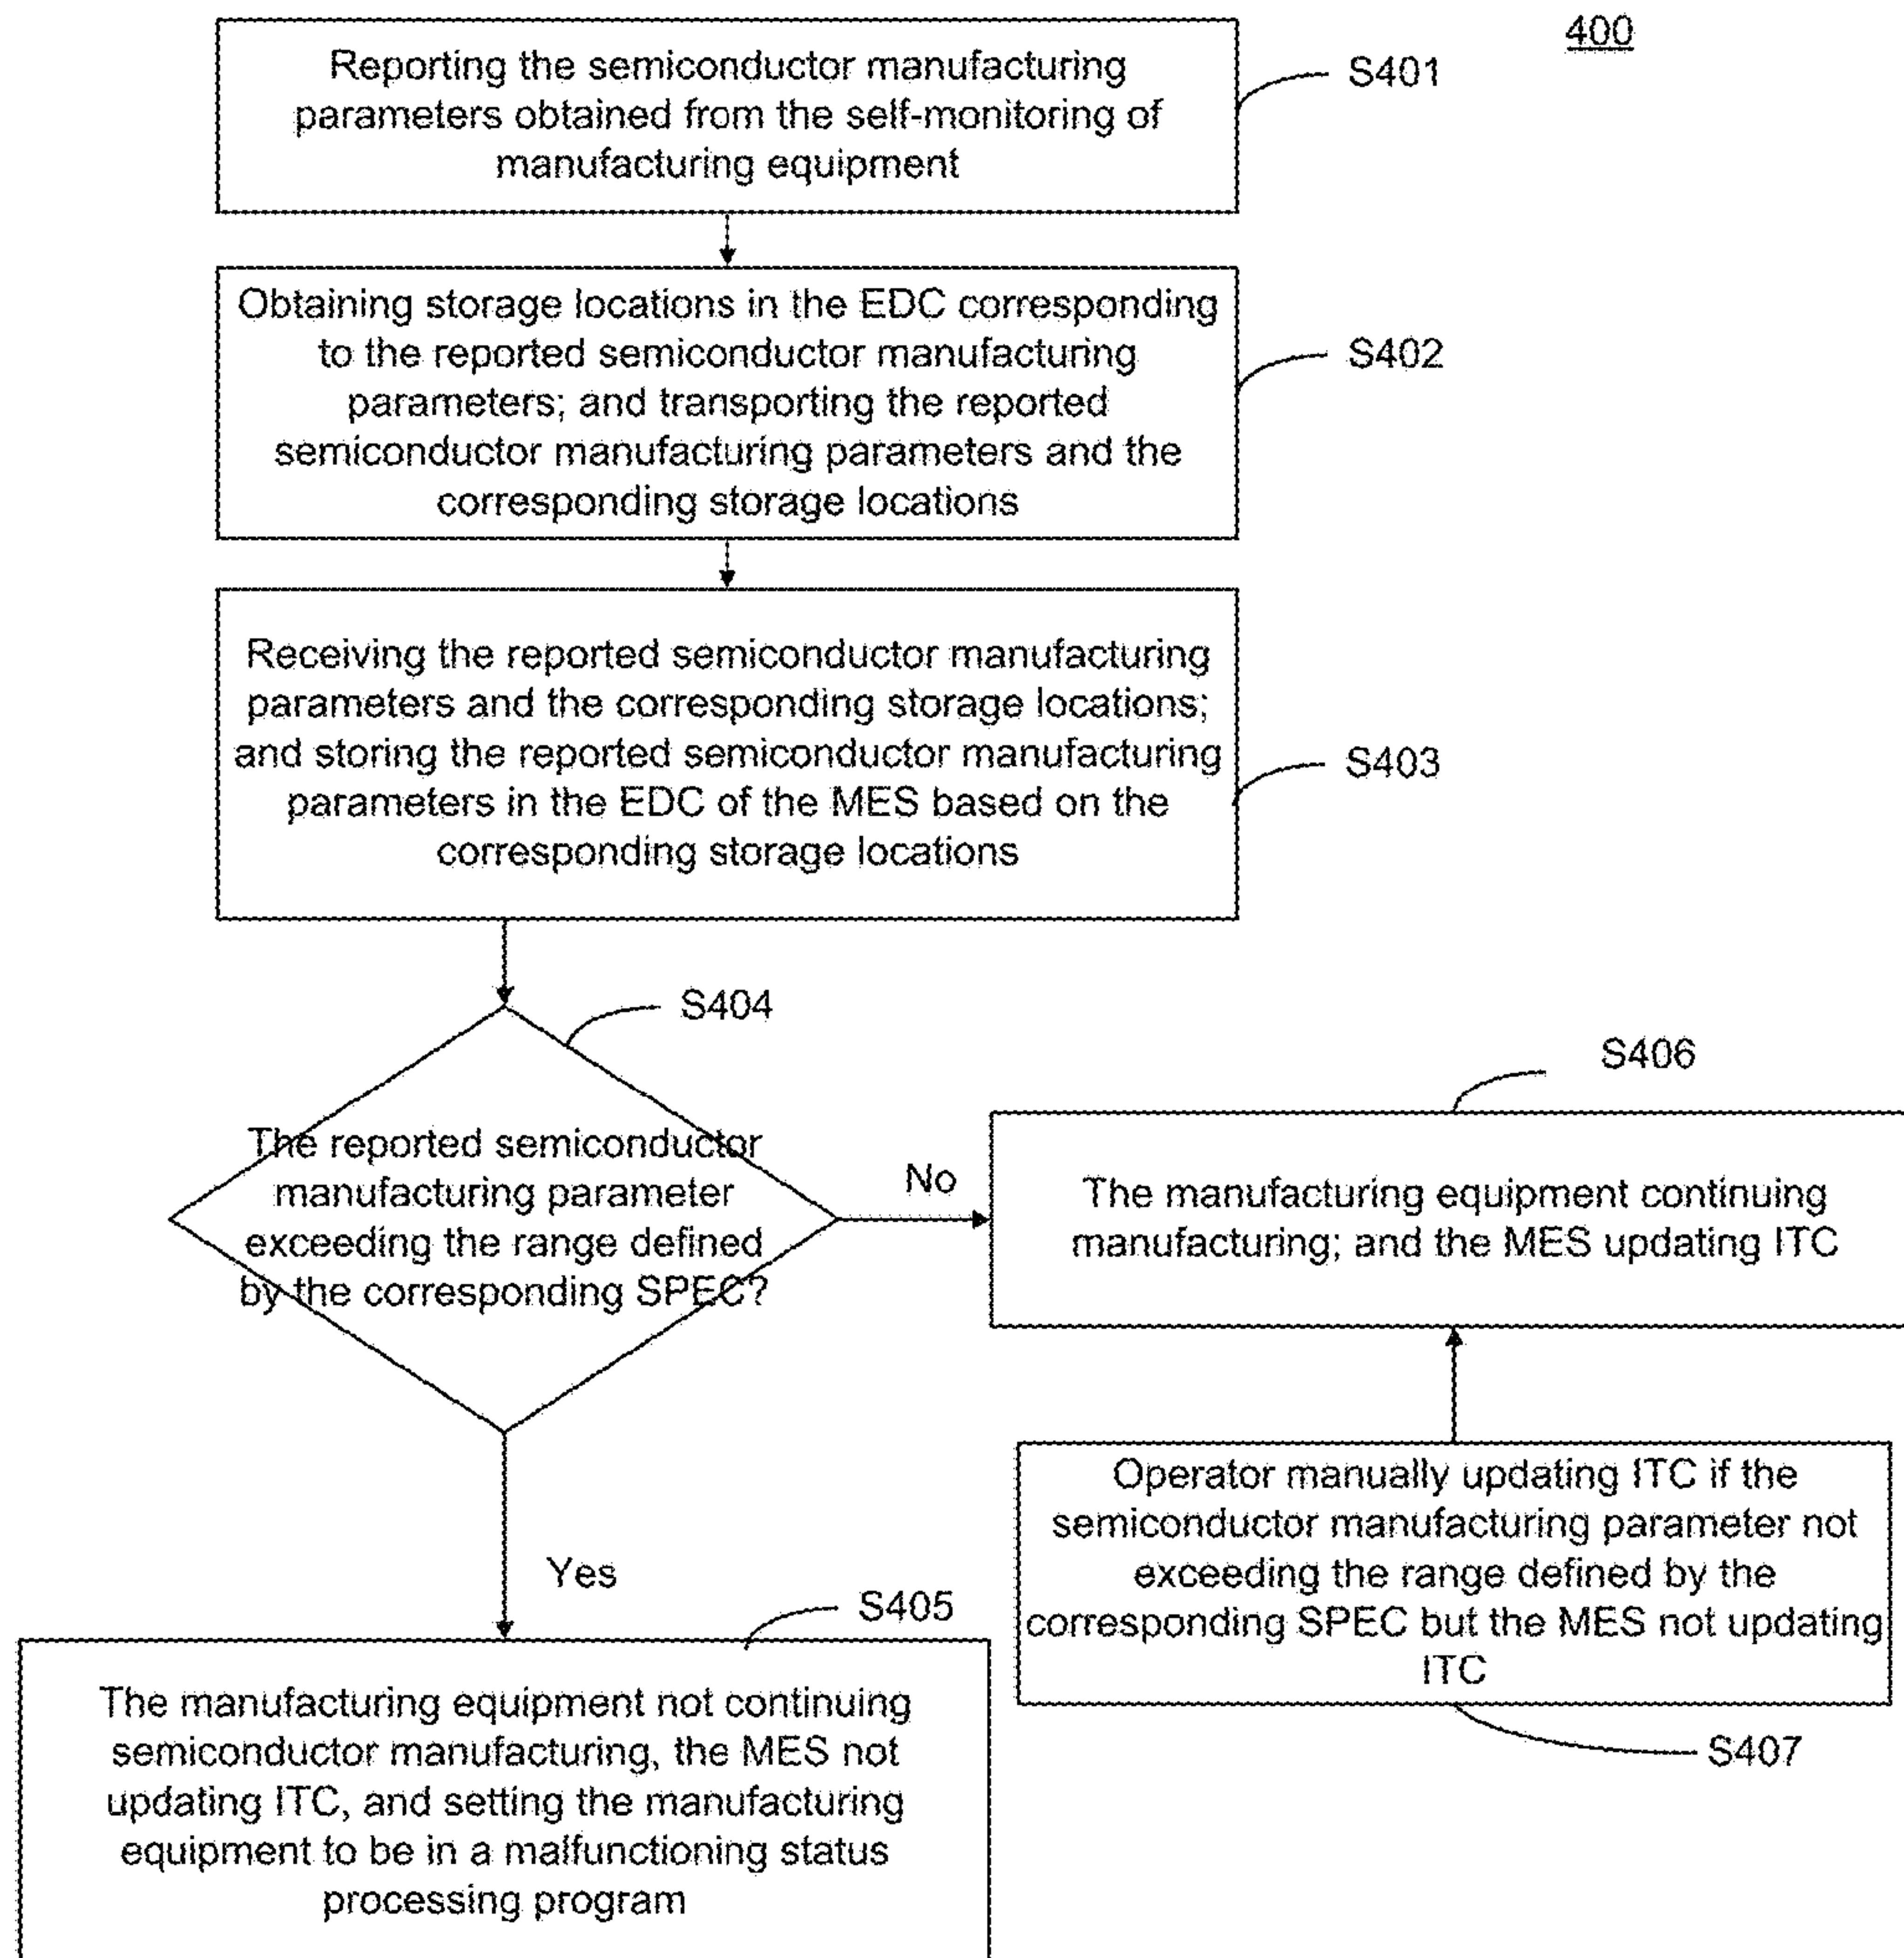 400
Reporting the semiconductor manufacturing
parameters obtained from the self-monitoring of
manufacturing equipment
S401
Obtaining storage locations in the EDC corresponding
to the reported semiconductor manufacturing
parameters; and transporting the reported
semiconductor manufacturing parameters and the
corresponding storage locations
S402
Receiving the reported semiconductor manufacturing
parameters and the corresponding storage locations;
and storing the reported semiconductor manufacturing
parameters in the EDC of the MES based on the
corresponding storage locations
S403
S404
The reported semiconductor
manufacturing parameter
exceeding the range defined
by the corresponding SPEC?
No
S406
The manufacturing equipment continuing
manufacturing; and the MES updating ITC
Operator manually updating ITC if the
semiconductor manufacturing parameter not
exceeding the range defined by the
corresponding SPEC but the MES not updating
ITC
S407
Yes
S405
The manufacturing equipment not continuing
semiconductor manufacturing, the MES not
updating ITC, and setting the manufacturing
equipment to be in a malfunctioning status
processing program